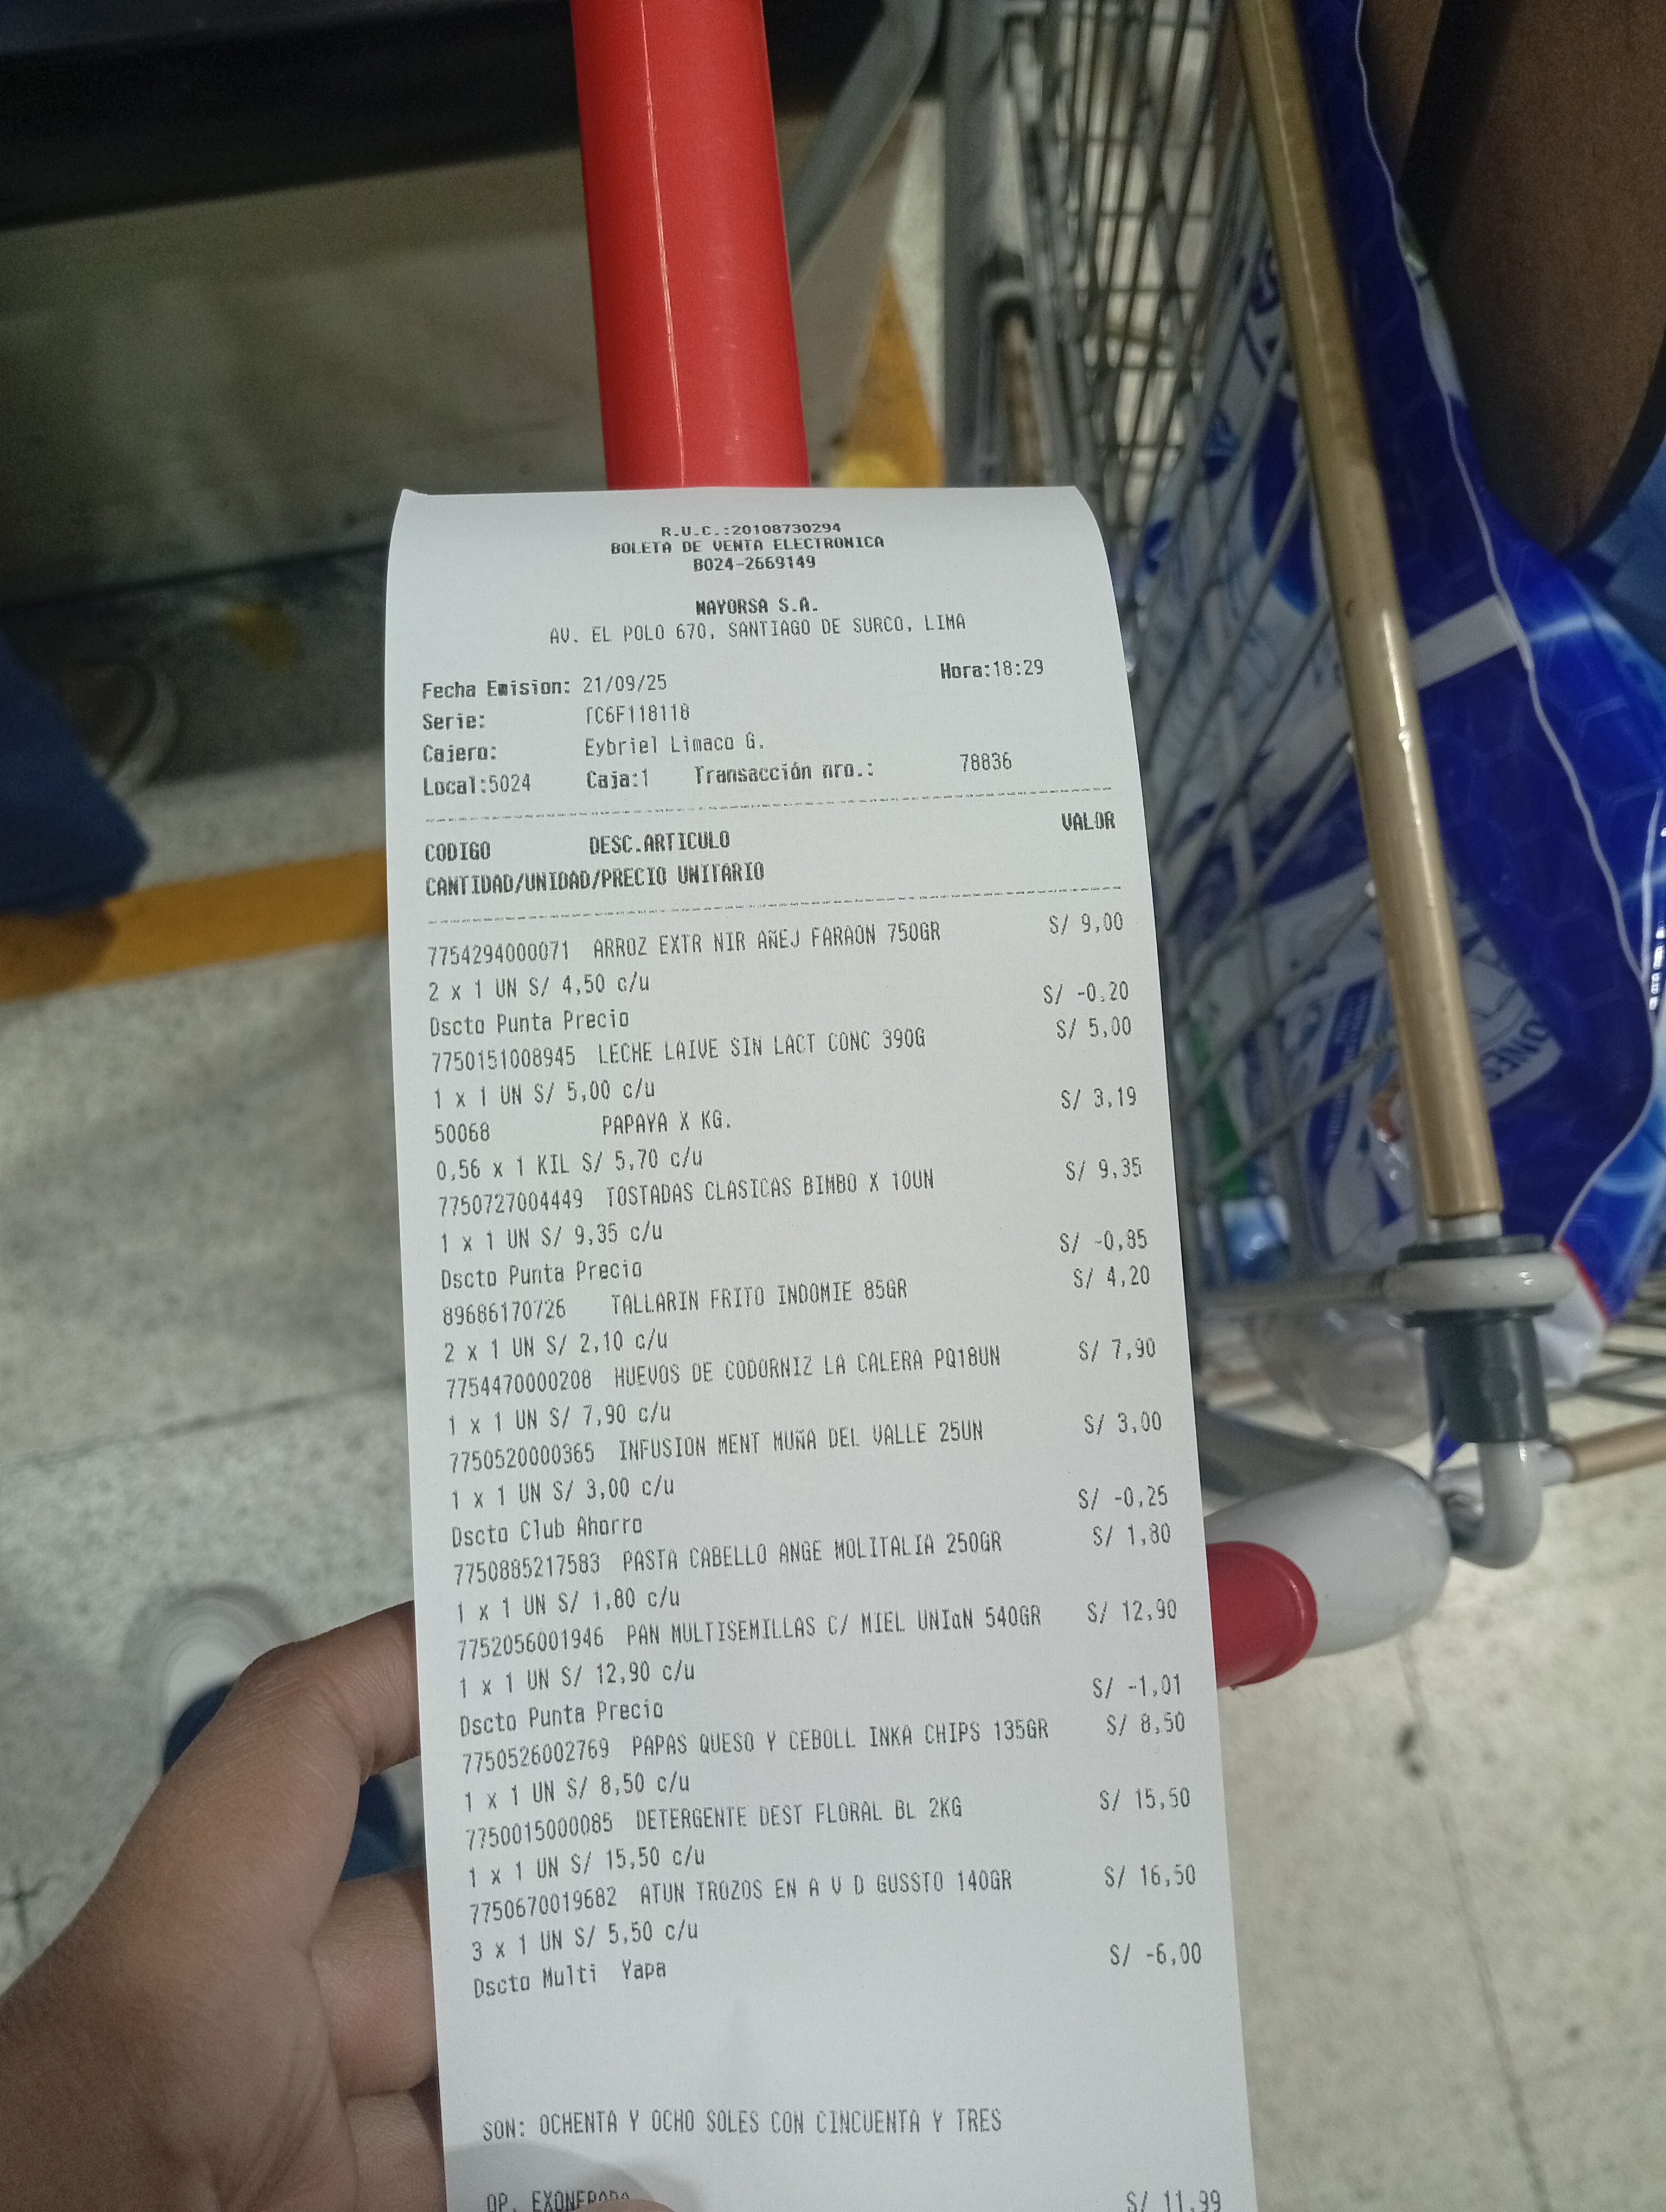 R.U.C.:20108730294
BOLETA DE VENTA ELECTRONICA
B024-2669149
MAYORSA S.A.
AV. EL POLO 670, SANTIAGO DE SURCO, LIMA
Fecha Emision: 21/09/25 Hora:18:29
Serie: TC6F118118
Cajero: Eybriel Limaco G.
Local:5024 Caja:1 Transacción nro.: 78836
CODIGO DESC.ARTICULO VALOR
CANTIDAD/UNIDAD/PRECIO UNITARIO
7754294000071 ARROZ EXTR NIR AÑEJ FARAON 750GR S/ 9,00
2 x 1 UN S/ 4,50 c/u
Dscto Punta Precio S/ -0,20
7750151008945 LECHE LAIVE SIN LACT CONC 390G S/ 5,00
1 x 1 UN S/ 5,00 c/u
50068 PAPAYA X KG. S/ 3,19
0,56 x 1 KIL S/ 5,70 c/u
7750727004449 TOSTADAS CLASICAS BIMBO X 10UN S/ 9,35
1 x 1 UN S/ 9,35 c/u
Dscto Punta Precio S/ -0,85
89686170726 TALLARIN FRITO INDOMIE 85GR S/ 4,20
2 x 1 UN S/ 2,10 c/u
7754470000208 HUEVOS DE CODORNIZ LA CALERA PQ18UN S/ 7,90
1 x 1 UN S/ 7,90 c/u
7750520000365 INFUSION MENT MUÑA DEL VALLE 25UN S/ 3,00
1 x 1 UN S/ 3,00 c/u
Dscto Club Ahorro S/ -0,25
7750885217583 PASTA CABELLO ANGE MOLITALIA 250GR S/ 1,80
1 x 1 UN S/ 1,80 c/u
7752056001946 PAN MULTISEMILLAS C/ MIEL UNIαN 540GR S/ 12,90
1 x 1 UN S/ 12,90 c/u
Dscto Punta Precio S/ -1,01
7750526002769 PAPAS QUESO Y CEBOLL INKA CHIPS 135GR S/ 8,50
1 x 1 UN S/ 8,50 c/u
7750015000085 DETERGENTE DEST FLORAL BL 2KG S/ 15,50
1 x 1 UN S/ 15,50 c/u
7750670019682 ATUN TROZOS EN A V D GUSSTO 140GR S/ 16,50
3 x 1 UN S/ 5,50 c/u
Dscto Multi Yapa S/ -6,00
SON: OCHENTA Y OCHO SOLES CON CINCUENTA Y TRES
OP. EXONERADA S/ 11,99